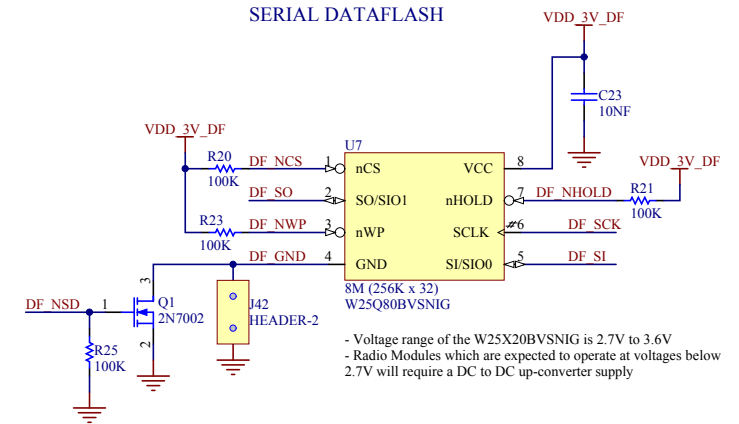 SERIAL DATAFLASH
VDD_3V_DF
C23
10NF
VDD_3V_DF
U7
VDD_3V_DF
R20
DF_NCS
1
nCS
VCC
8
100K
DF_SO
2
SO/SIO1
nHOLD
7
DF_NHOLD
R21
100K
R23
DF_NWP
3
nWP
SCLK
6
DF_SCK
100K
DF_GND
4
GND
SI/SIO0
5
DF_SI
8M (256K x 32)
W25Q80BVSNIG
3
DF_NSD
1
Q1
2N7002
2
J42
HEADER-2
R25
100K
- Voltage range of the W25X20BVSNIG is 2.7V to 3.6V
- Radio Modules which are expected to operate at voltages below
2.7V will require a DC to DC up-converter supply